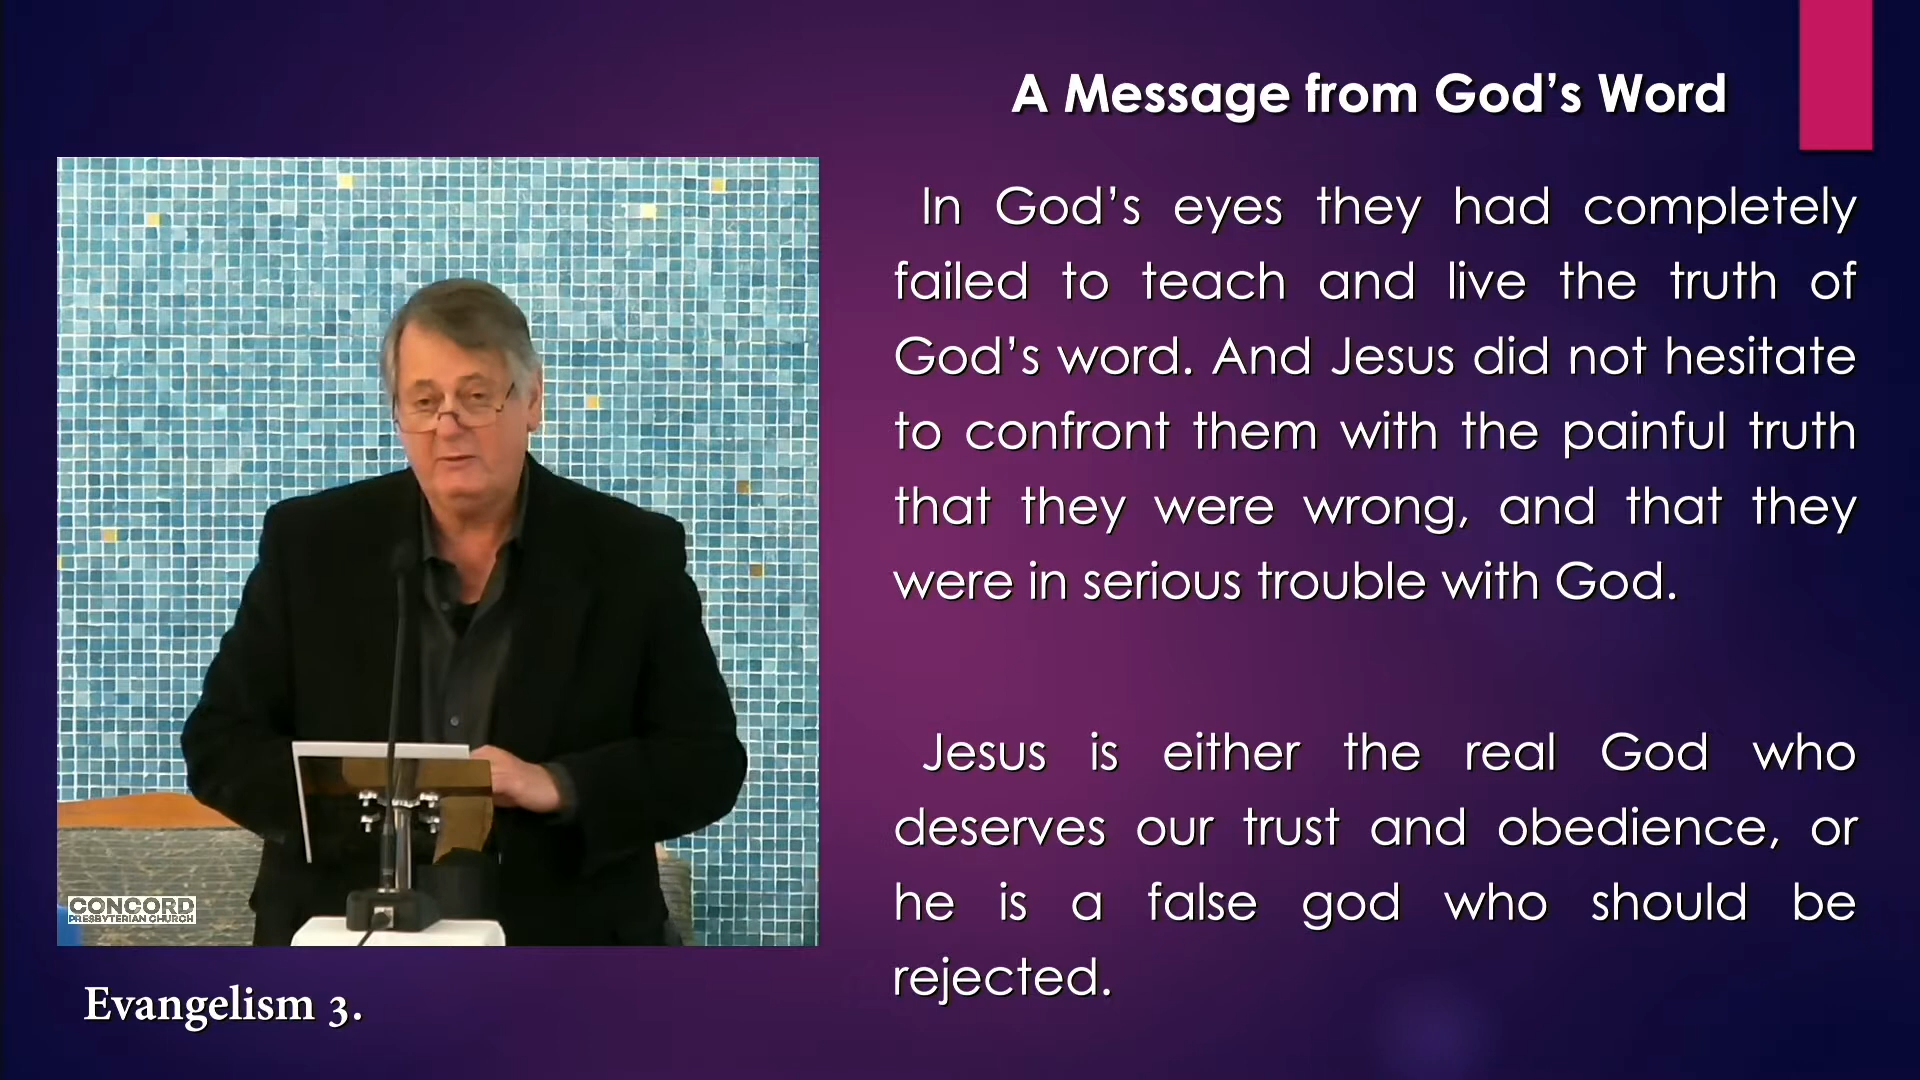 A Message from God’s Word
In God’s eyes they had completely
failed to teach and live the truth of
God’s word. And Jesus did not hesitate
to confront them with the painful truth
that they were wrong, and that they
were in serious trouble with God.
Jesus is either the real God who
deserves our trust and obedience, or
he is a false god who should be
rejected.
CONCORD
PRESBYTERIAN CHURCH
Evangelism 3.